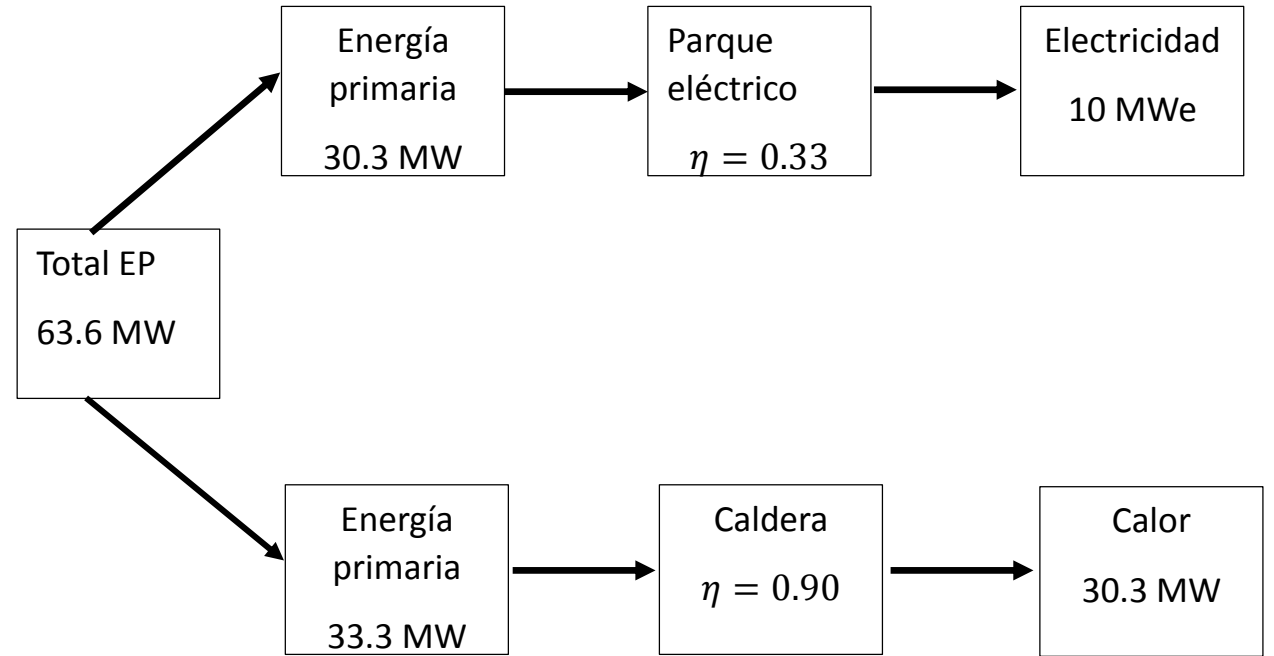 Energía
primaria
30.3 MW
Parque
eléctrico
η = 0.33
Electricidad
10 MWe
Total EP
63.6 MW
Energía
primaria
33.3 MW
Caldera
η = 0.90
Calor
30.3 MW